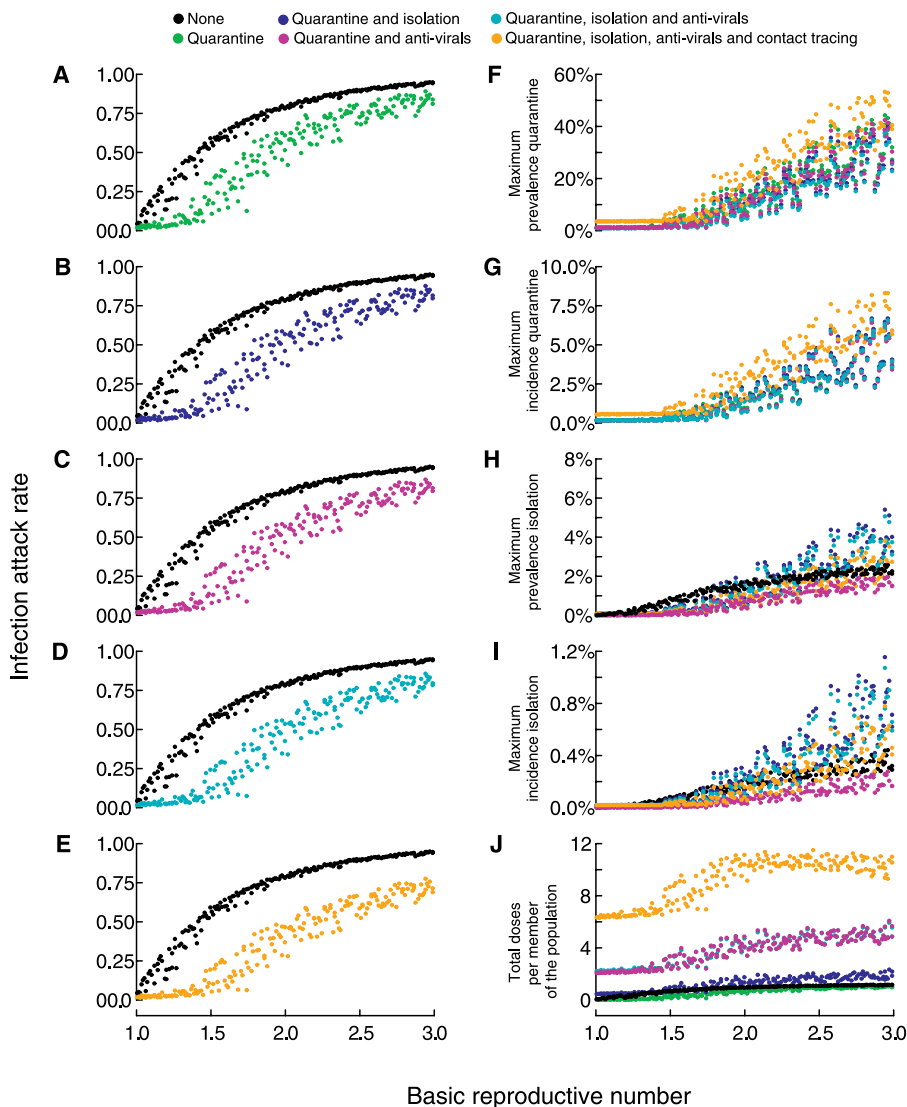 None
Quarantine and isolation
Quarantine, isolation and anti-virals
Quarantine
Quarantine and anti-virals
Quarantine, isolation, anti-virals and contact tracing
A
1.00
0.75
0.50
0.25
00.0
B
1.00
0.75
0.50
0.25
00.0
C
1.00
0.75
0.50
0.25
00.0
D
1.00
0.75
0.50
0.25
00.0
E
1.00
0.75
0.50
0.25
00.0
1.0
1.5
2.0
2.5
3.0
Infection attack rate
F
60%
40%
20%
0%
Maximum
prevalence quarantine
G
10.0%
7.5%
5.0%
2.5%
0.0%
Maximum
incidence quarantine
H
8%
6%
4%
2%
0%
Maximum
prevalence isolation
I
1.2%
0.8%
0.4%
0.0%
Maximum
incidence isolation
J
12
8
4
0
Total doses
per member
of the population
1.0
1.5
2.0
2.5
3.0
Basic reproductive number